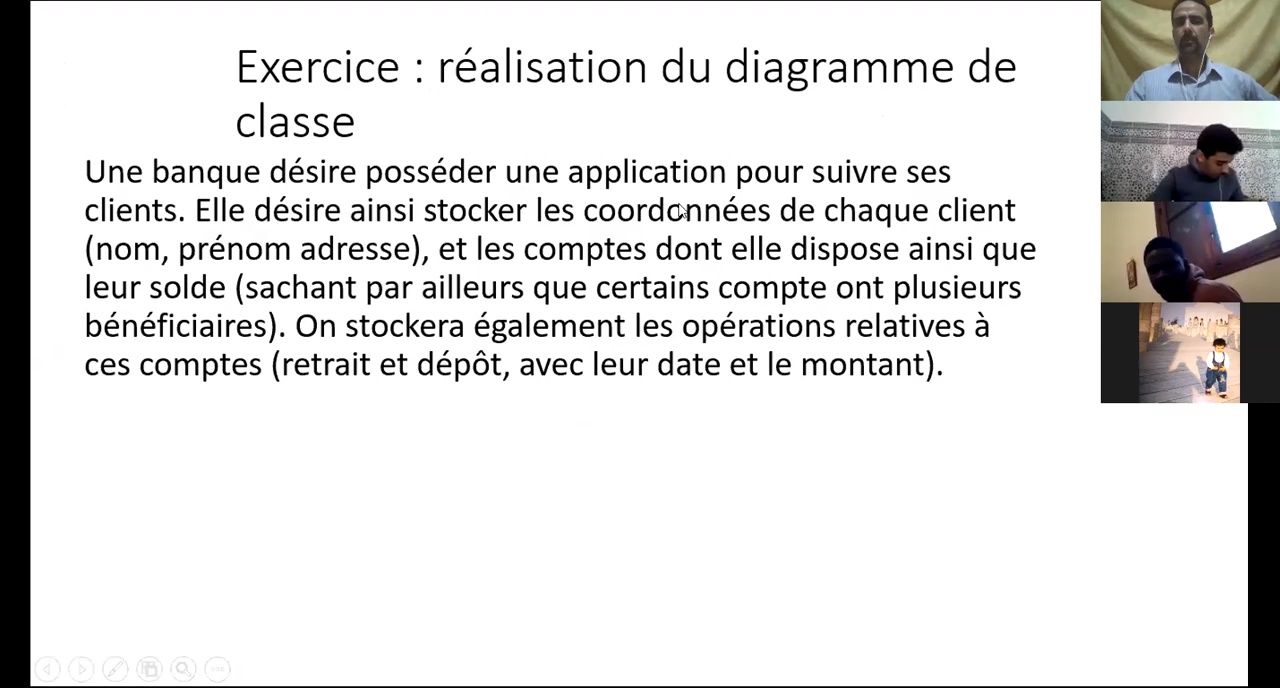 Exercice : réalisation du diagramme de
classe
Une banque désire posséder une application pour suivre ses
clients. Elle désire ainsi stocker les coordonnées de chaque client
(nom, prénom adresse), et les comptes dont elle dispose ainsi que
leur solde (sachant par ailleurs que certains compte ont plusieurs
bénéficiaires). On stockera également les opérations relatives à
ces comptes (retrait et dépôt, avec leur date et le montant).